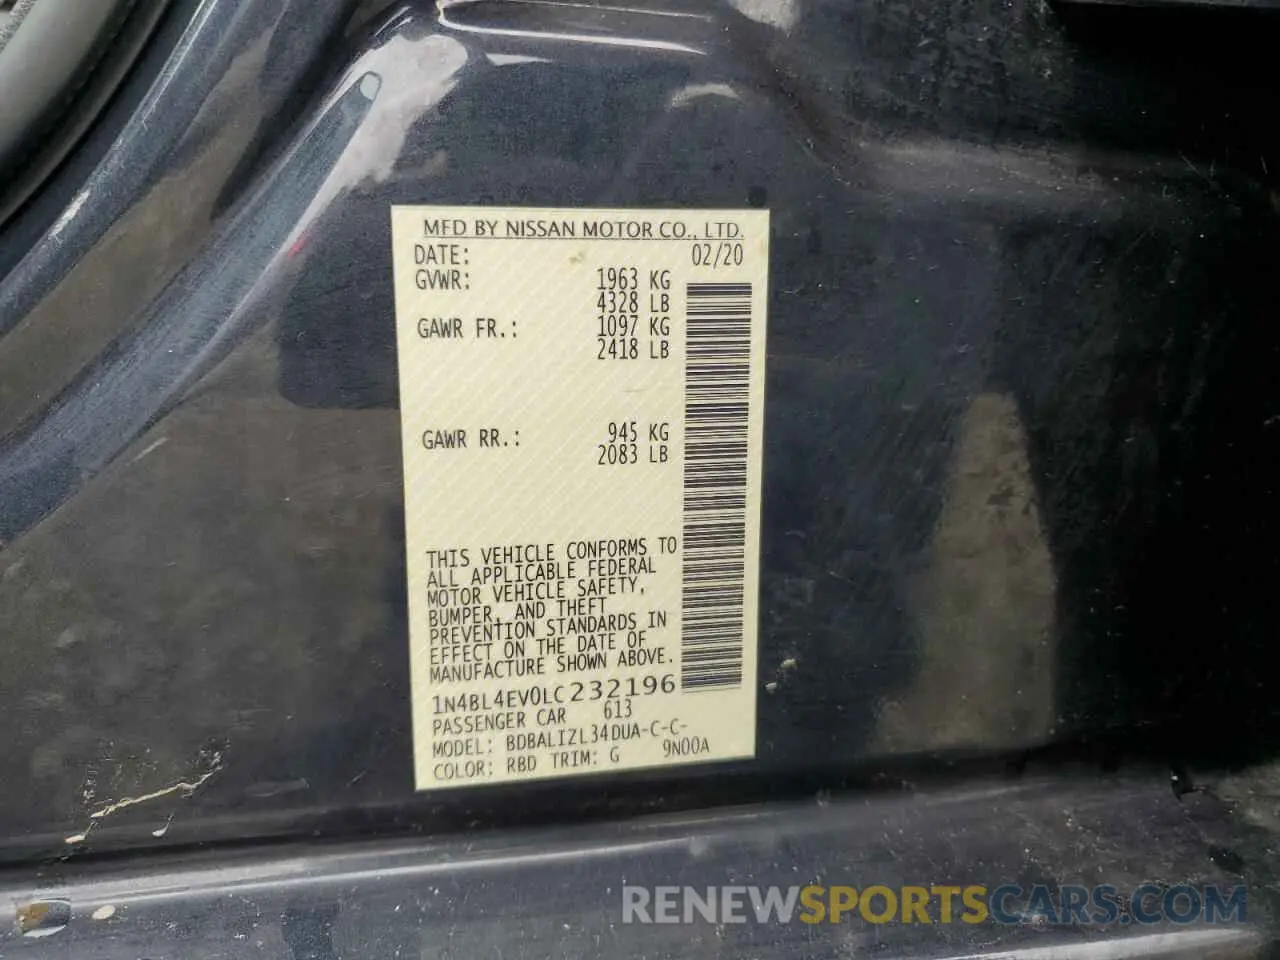 MFD BY NISSAN MOTOR CO., LTD.
DATE: 02/20
GVWR: 1963 KG
4328 LB
GAWR FR.: 1097 KG
2418 LB
GAWR RR.: 945 KG
2083 LB
THIS VEHICLE CONFORMS TO
ALL APPLICABLE FEDERAL
MOTOR VEHICLE SAFETY,
BUMPER, AND THEFT
PREVENTION STANDARDS IN
EFFECT ON THE DATE OF
MANUFACTURE SHOWN ABOVE.
1N4BL4EV0LC232196
PASSENGER CAR 613
MODEL: BDBALIZL34DUA-C-C-
COLOR: RBD TRIM: G 9N00A
RENEWSPORTSCARS.COM